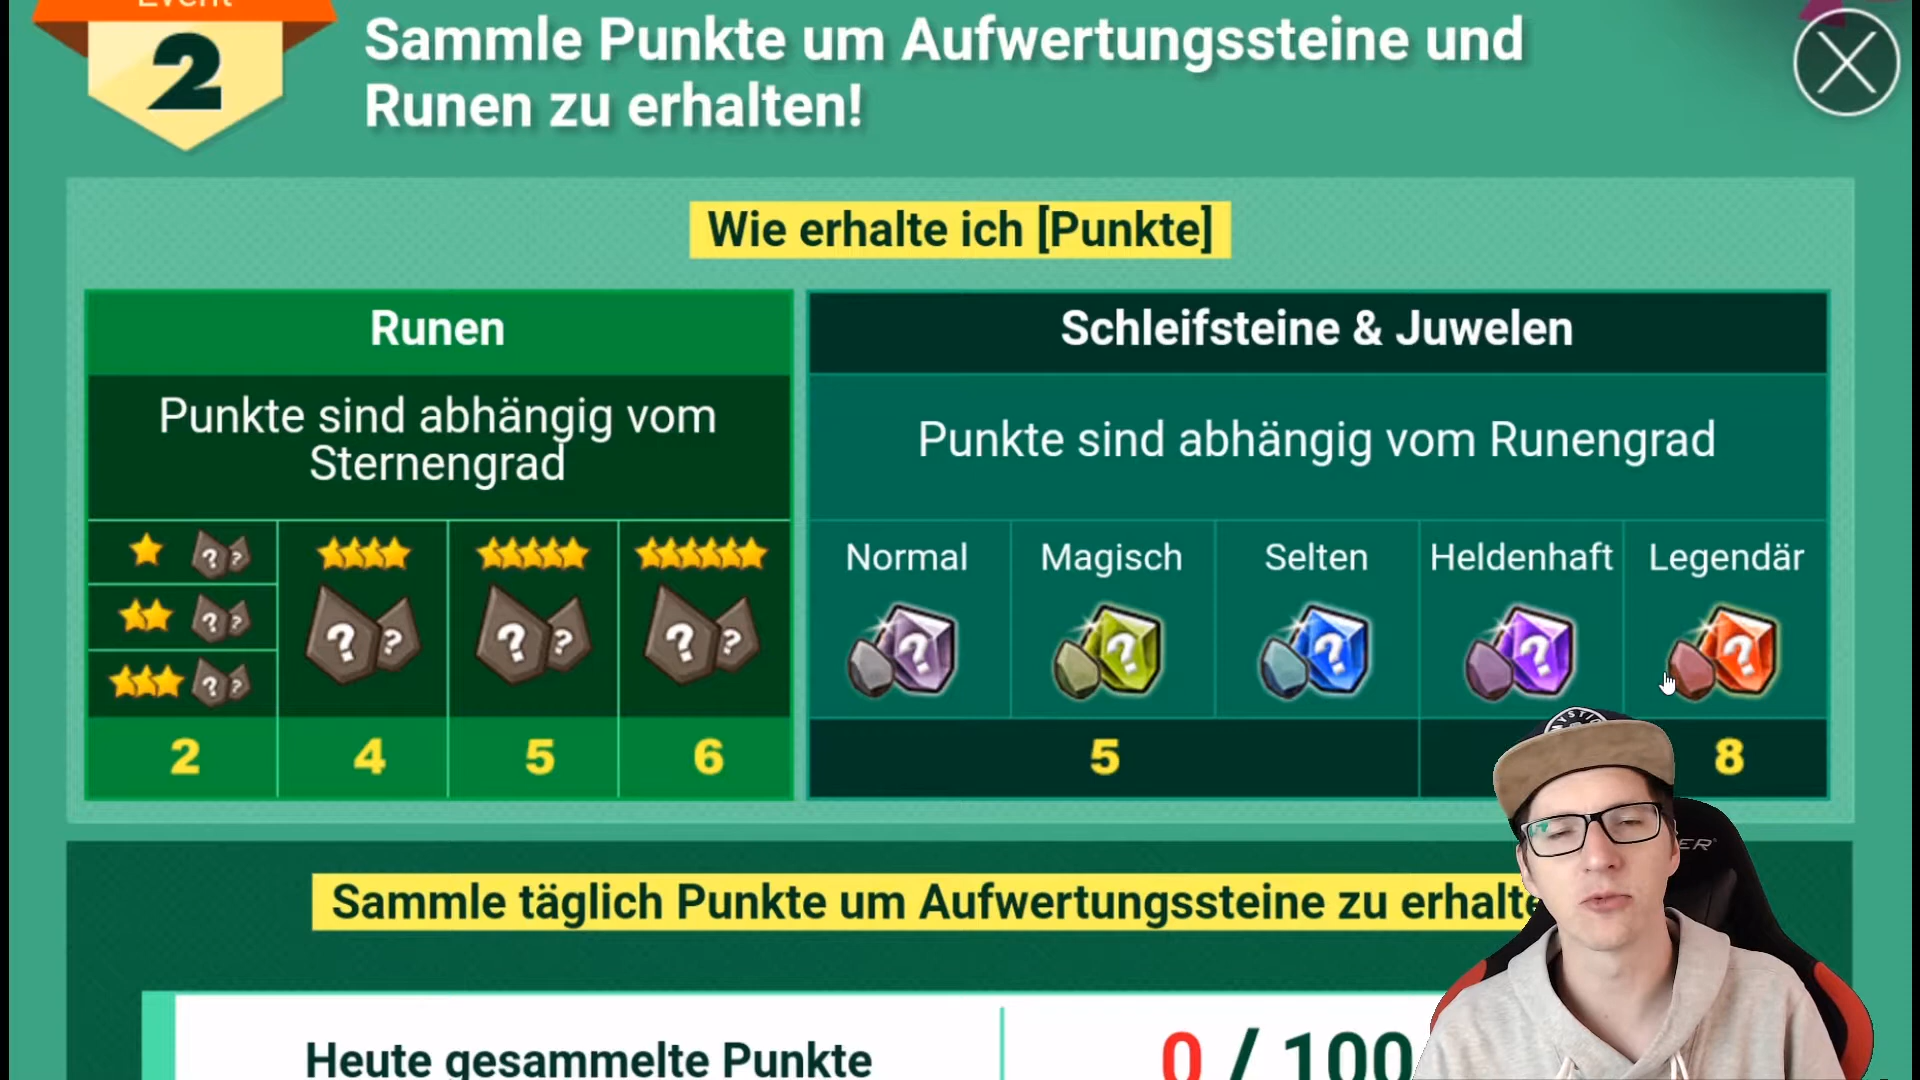 Event
2
Sammle Punkte um Aufwertungssteine und
Runen zu erhalten!
Wie erhalte ich [Punkte]
Runen
Punkte sind abhängig vom
Sternengrad
? ?
? ?
? ?
? ?
? ?
? ?
2 4 5 6
Schleifsteine & Juwelen
Punkte sind abhängig vom Runengrad
Normal Magisch Selten Heldenhaft Legendär
? ? ? ? ?
5 8
Sammle täglich Punkte um Aufwertungssteine zu erhalte
Heute gesammelte Punkte
0 / 100